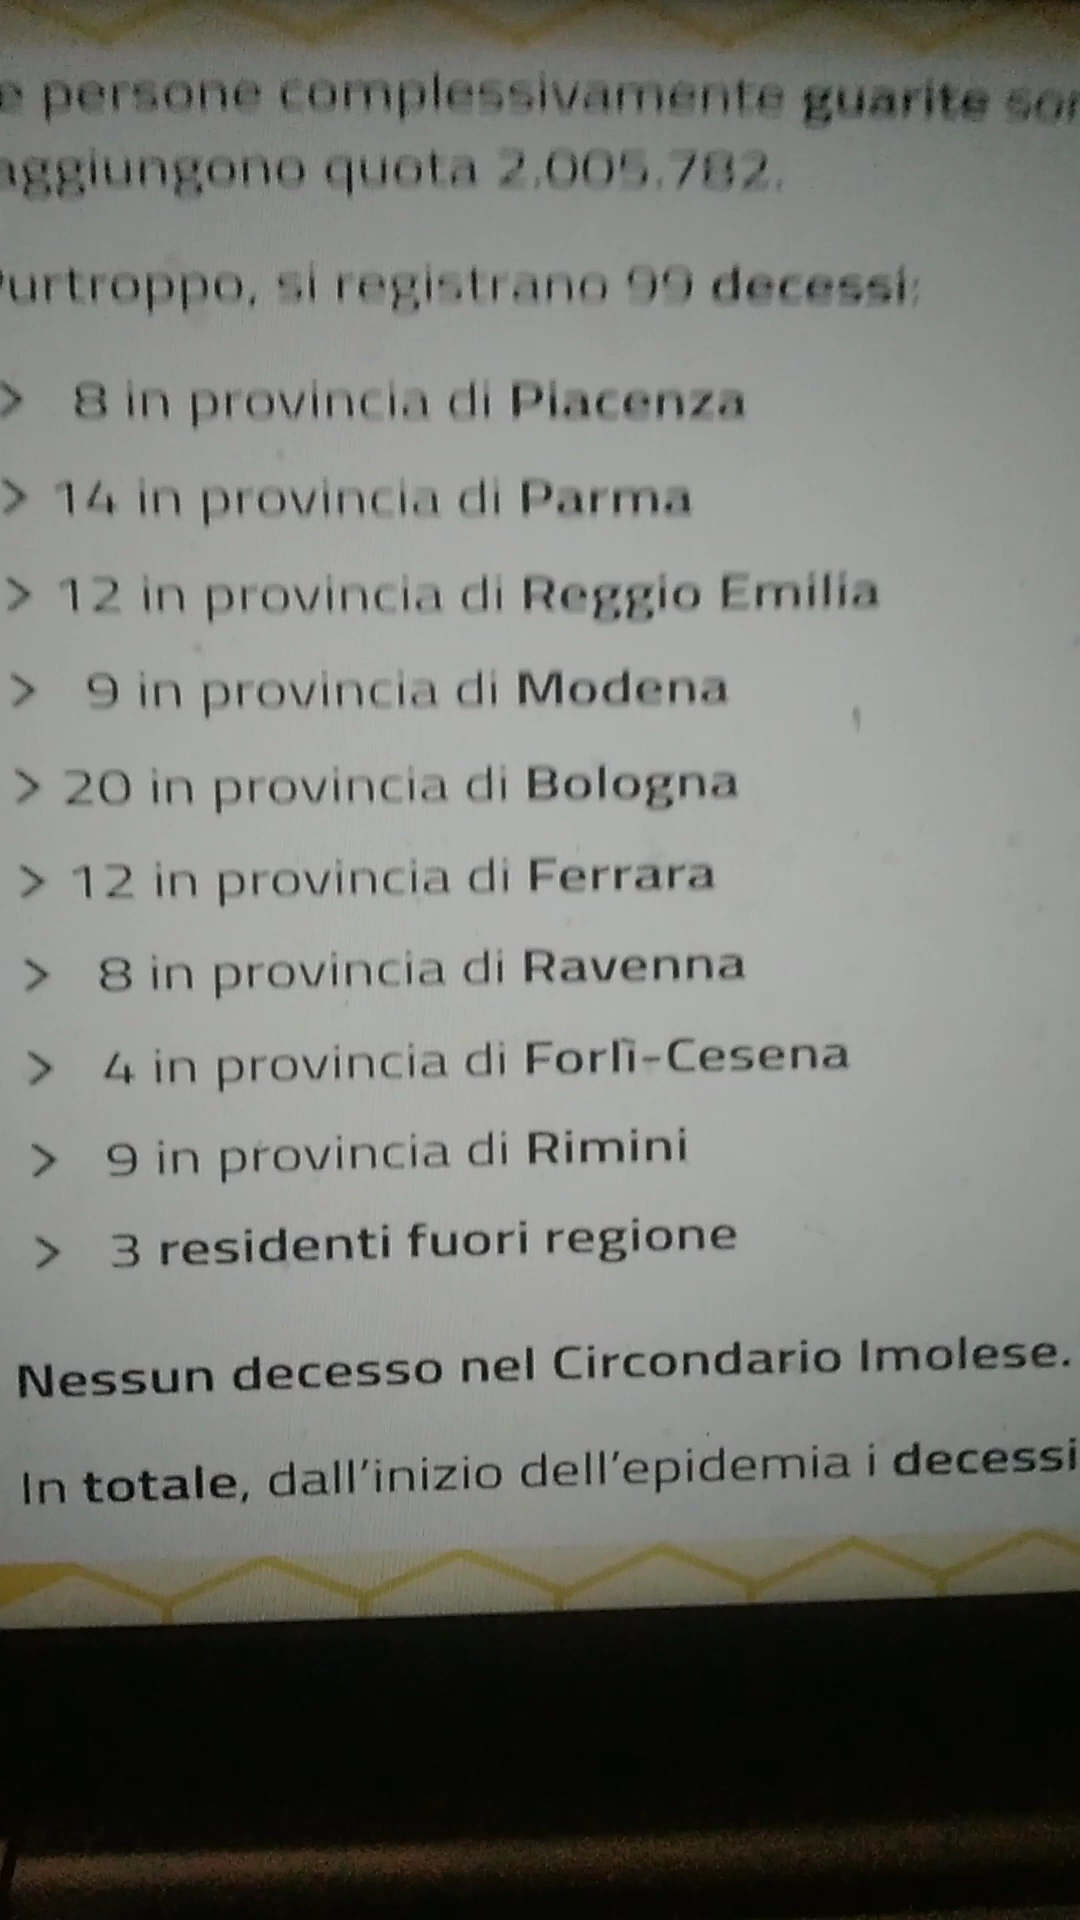 e persone complessivamente guarite
aggiungono quota 2.005.782.
Purtroppo, si registrano 99 decessi:
> 8 in provincia di Piacenza
> 14 in provincia di Parma
> 12 in provincia di Reggio Emilia
> 9 in provincia di Modena
> 20 in provincia di Bologna
> 12 in provincia di Ferrara
> 8 in provincia di Ravenna
> 4 in provincia di Forlì-Cesena
> 9 in provincia di Rimini
> 3 residenti fuori regione
Nessun decesso nel Circondario Imolese.
In totale, dall'inizio dell'epidemia i decessi